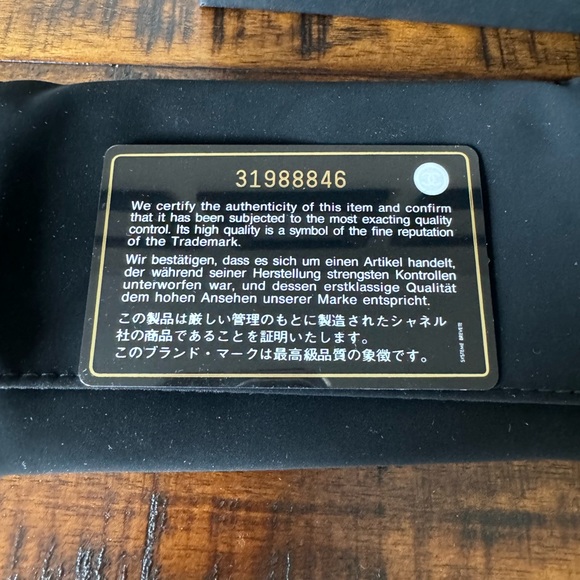 31988846
We certify the authenticity of this item and confirm
that it has been subjected to the most exacting quality
control. Its high quality is a symbol of the fine reputation
of the Trademark.
Wir bestätigen, dass es sich um einen Artikel handelt,
der während seiner Herstellung strengsten Kontrollen
unterworfen war, und dessen erstklassige Qualität
dem hohen Ansehen unserer Marke entspricht.
この製品は厳しい管理のもとに製造されたシャネル
社の商品であることを証明いたします。
このブランド・マークは最高級品質の象徴です。
SYSTEME BREVETE